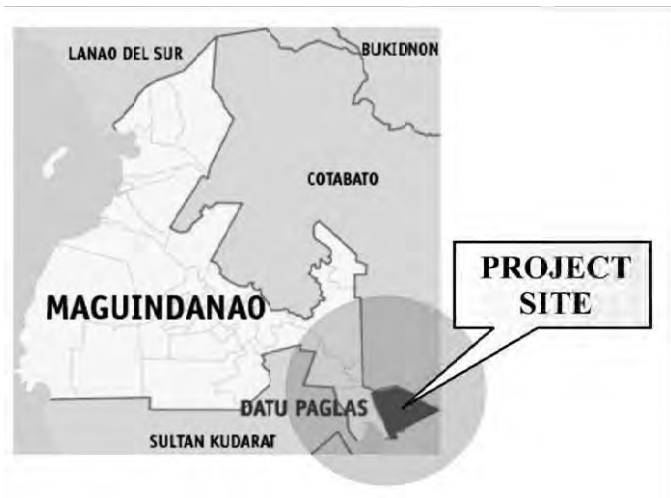 LANAO DEL SUR
BUKIDNON
COTABATO
PROJECT
SITE
MAGUINDANAO
DATU PAGLAS
SULTAN KUDARAT